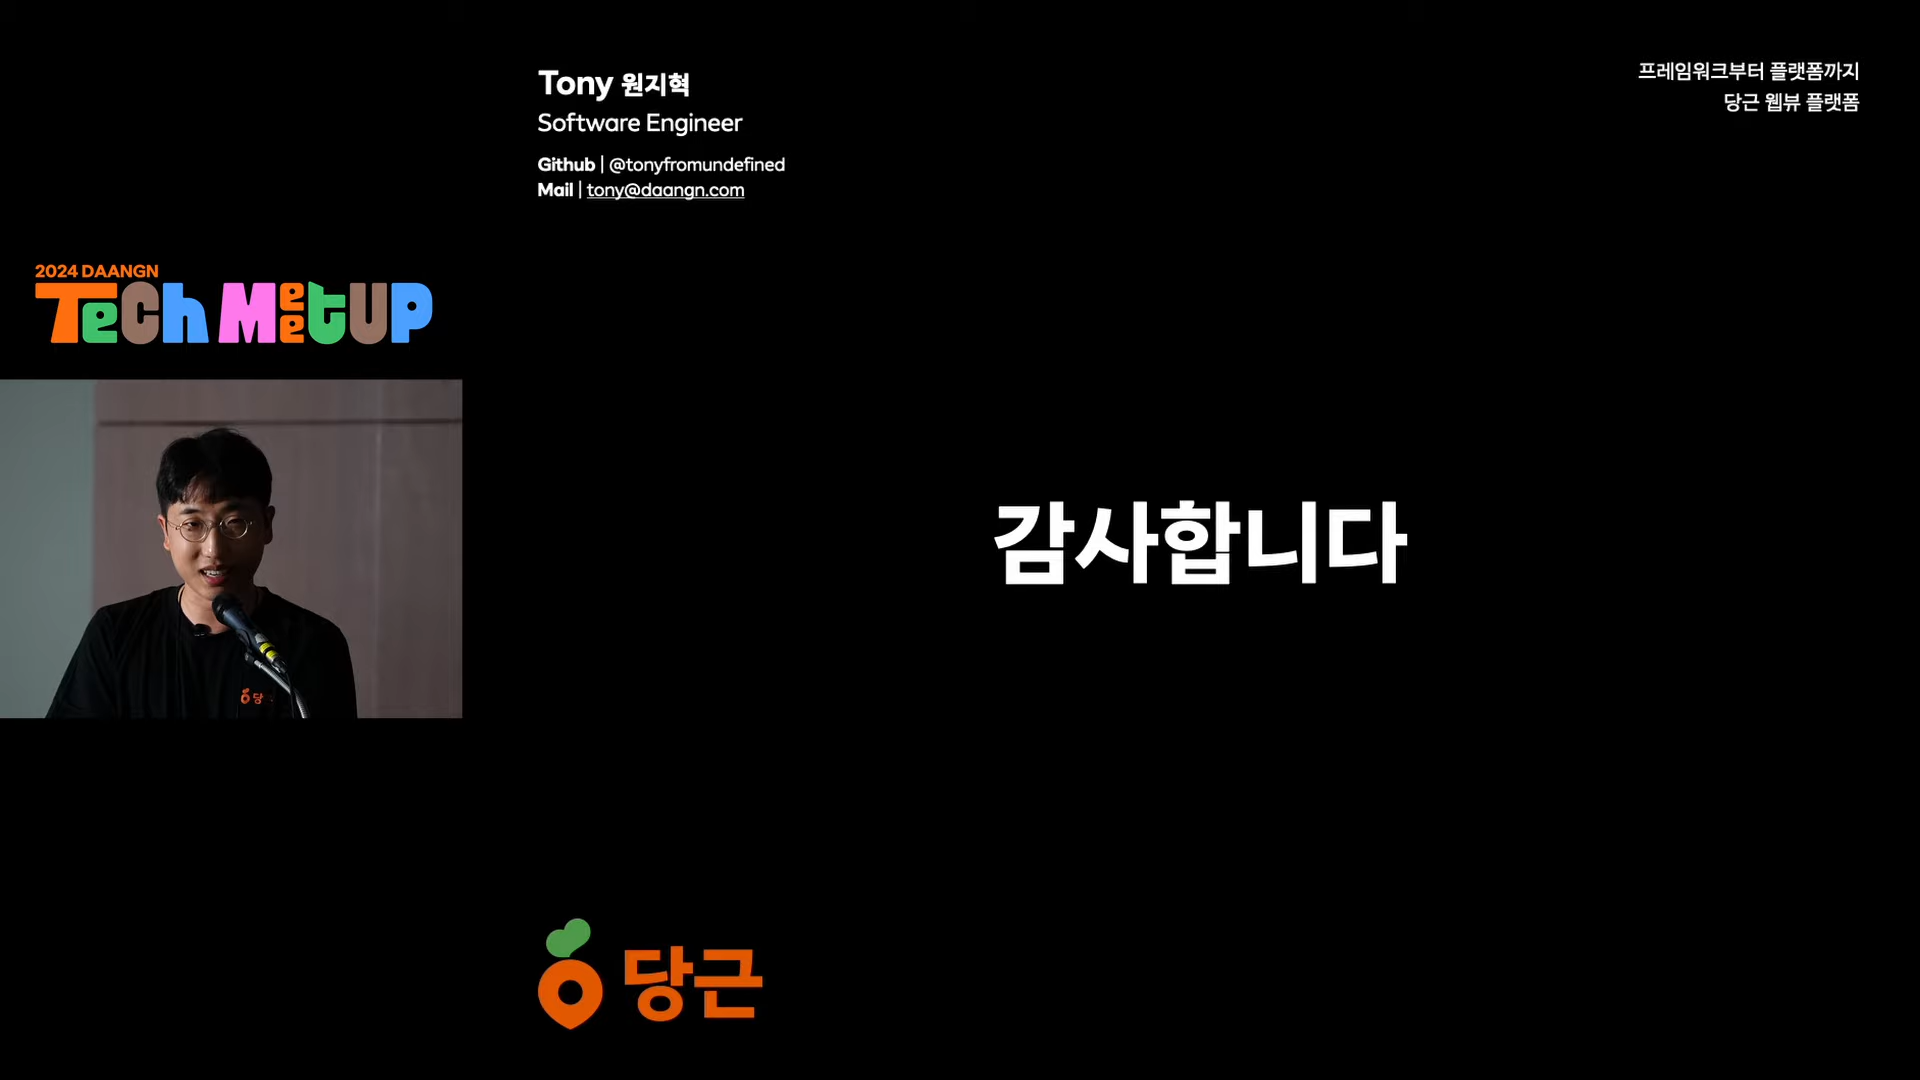 Tony 원지혁
Software Engineer
Github | @tonyfromundefined
Mail | tony@daangn.com
프레임워크부터 플랫폼까지
당근 웹뷰 플랫폼
2024 DAANGN
TeCh MeetUP
당
감사합니다
당근